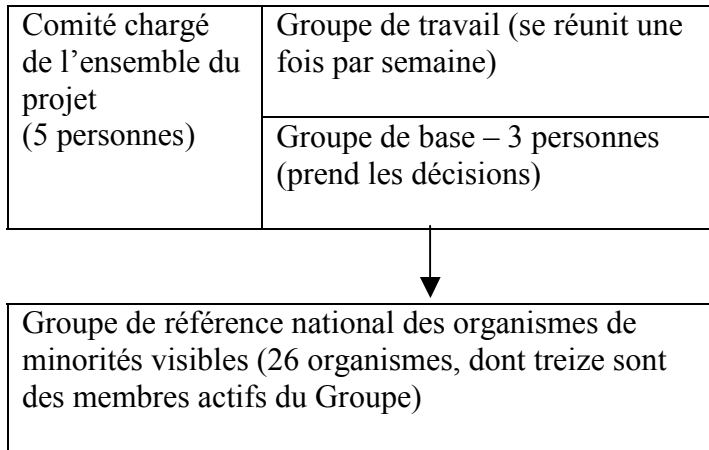 Comité chargé
de l’ensemble du
projet
(5 personnes)
Groupe de travail (se réunit une
fois par semaine)
Groupe de base – 3 personnes
(prend les décisions)
Groupe de référence national des organismes de
minorités visibles (26 organismes, dont treize sont
des membres actifs du Groupe)